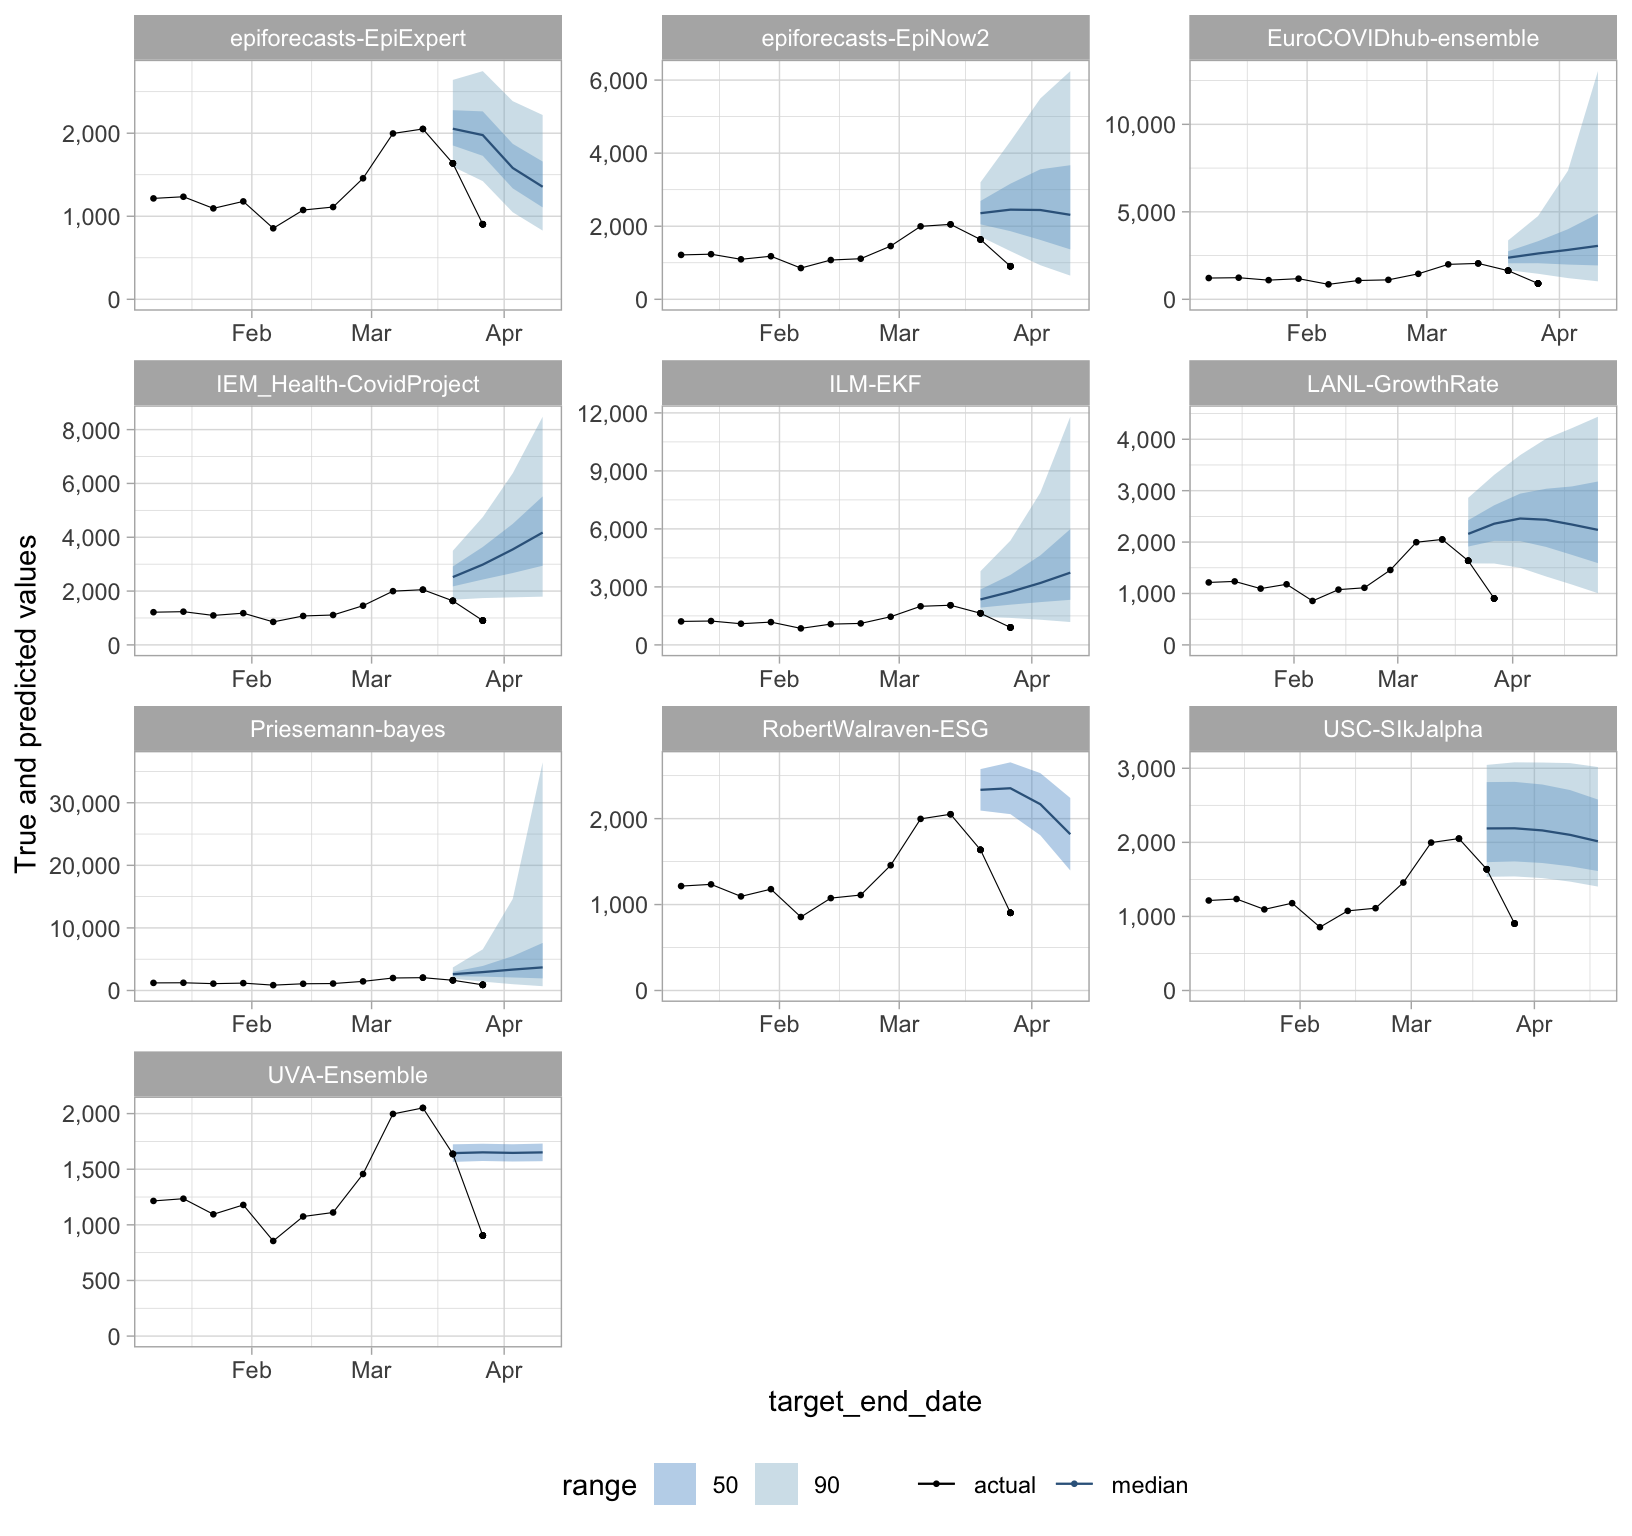 epiforecasts-EpiExpert
epiforecasts-EpiNow2
EuroCOVIDhub-ensemble
2,000
1,000
0
Feb Mar Apr
6,000
4,000
2,000
0
Feb Mar Apr
10,000
5,000
0
Feb Mar Apr
IEM_Health-CovidProject
ILM-EKF
LANL-GrowthRate
8,000
6,000
4,000
2,000
0
Feb Mar Apr
12,000
9,000
6,000
3,000
0
Feb Mar Apr
4,000
3,000
2,000
1,000
0
Feb Mar Apr
True and predicted values
Priesemann-bayes
RobertWalraven-ESG
USC-SIkJalpha
30,000
20,000
10,000
0
Feb Mar Apr
2,000
1,000
0
Feb Mar Apr
3,000
2,000
1,000
0
Feb Mar Apr
UVA-Ensemble
2,000
1,500
1,000
500
0
Feb Mar Apr
target_end_date
range 50 90 actual median